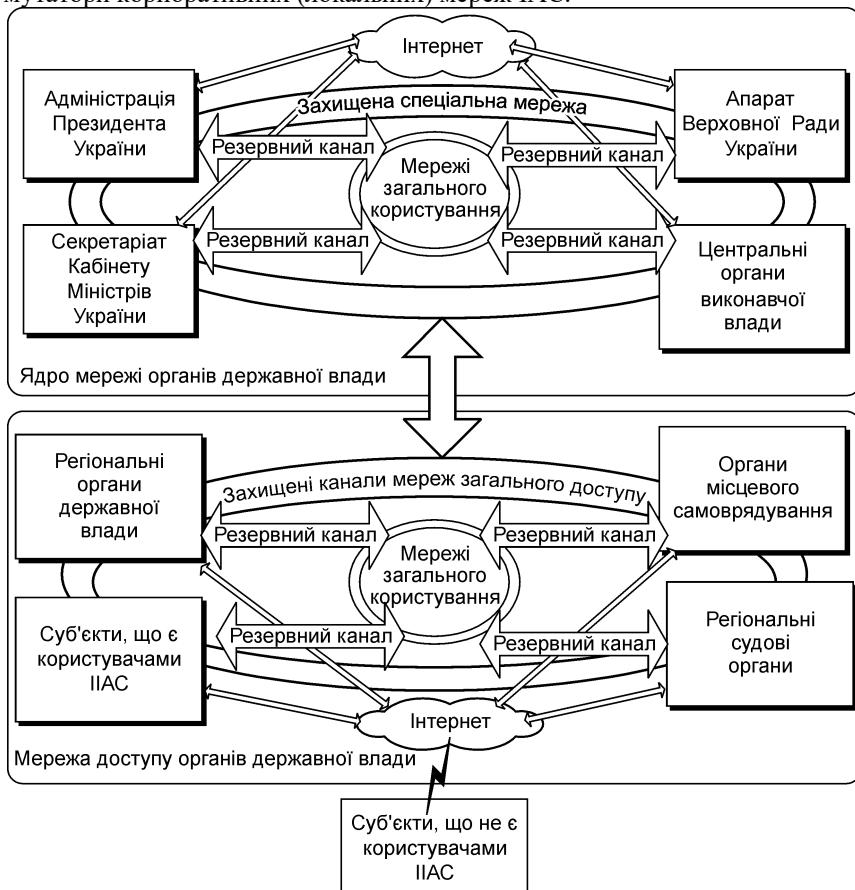 мутатори корпоративних (локальних) мереж ІАС.
Інтернет
Адміністрація
Президента
України
Захищена спеціальна мережа
Апарат
Верховної Ради
України
Резервний канал
Резервний канал
Мережі
загального
користування
Секретаріат
Кабінету
Міністрів
України
Резервний канал
Резервний канал
Центральні
органи
виконавчої
влади
Ядро мережі органів державної влади
Регіональні
органи
державної
влади
Захищені канали мереж загального доступу
Органи
місцевого
самоврядування
Резервний канал
Резервний канал
Мережі
загального
користування
Суб'єкти, що є
користувачами
ІІАС
Резервний канал
Резервний канал
Регіональні
судові
органи
Інтернет
Мережа доступу органів державної влади
Суб'єкти, що не є
користувачами
ІІАС